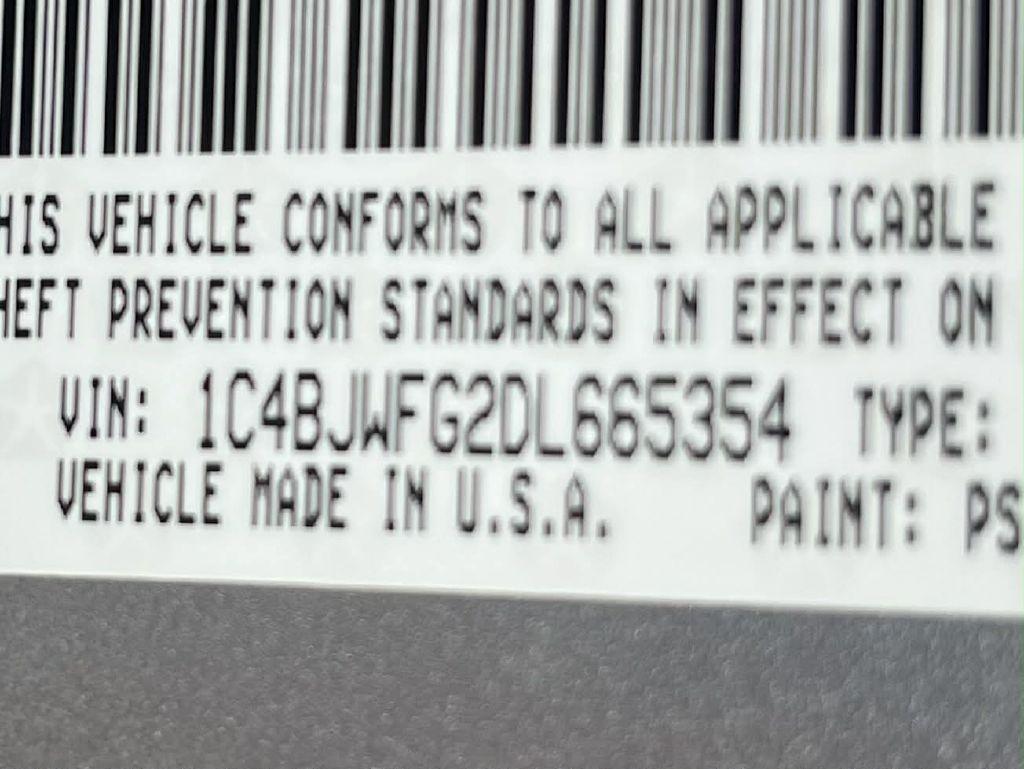 HIS VEHICLE CONFORMS TO ALL APPLICABLE
HEFT PREVENTION STANDARDS IN EFFECT ON
VIN: 1C4BJWFG2DL665354 TYPE:
VEHICLE MADE IN U.S.A. PAINT: PS